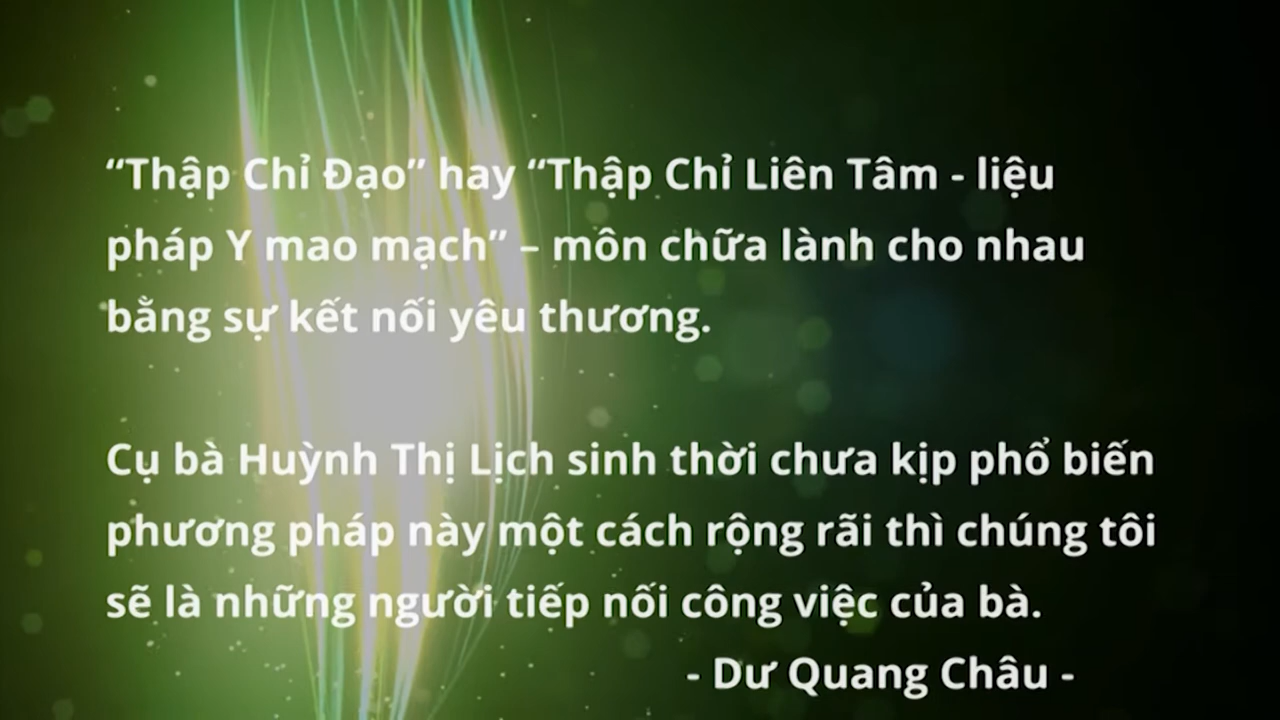 “Thập Chỉ Đạo” hay “Thập Chỉ Liên Tâm - liệu
pháp Y mao mạch” – môn chữa lành cho nhau
bằng sự kết nối yêu thương.
Cụ bà Huỳnh Thị Lịch sinh thời chưa kịp phổ biến
phương pháp này một cách rộng rãi thì chúng tôi
sẽ là những người tiếp nối công việc của bà.
- Dư Quang Châu -